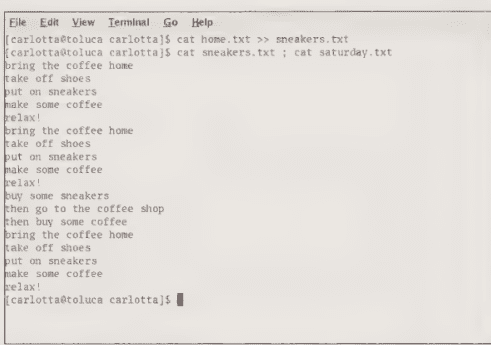 File Edit View Terminal Go Help
[carlotta@toluca carlotta]$ cat home.txt >> sneakers.txt
[carlotta@toluca carlotta]$ cat sneakers.txt ; cat saturday.txt
bring the coffee home
take off shoes
put on sneakers
make some coffee
relax!
bring the coffee home
take off shoes
put on sneakers
make some coffee
relax!
buy some sneakers
then go to the coffee shop
then buy some coffee
bring the coffee home
take off shoes
put on sneakers
make some coffee
relax!
[carlotta@toluca carlotta]$